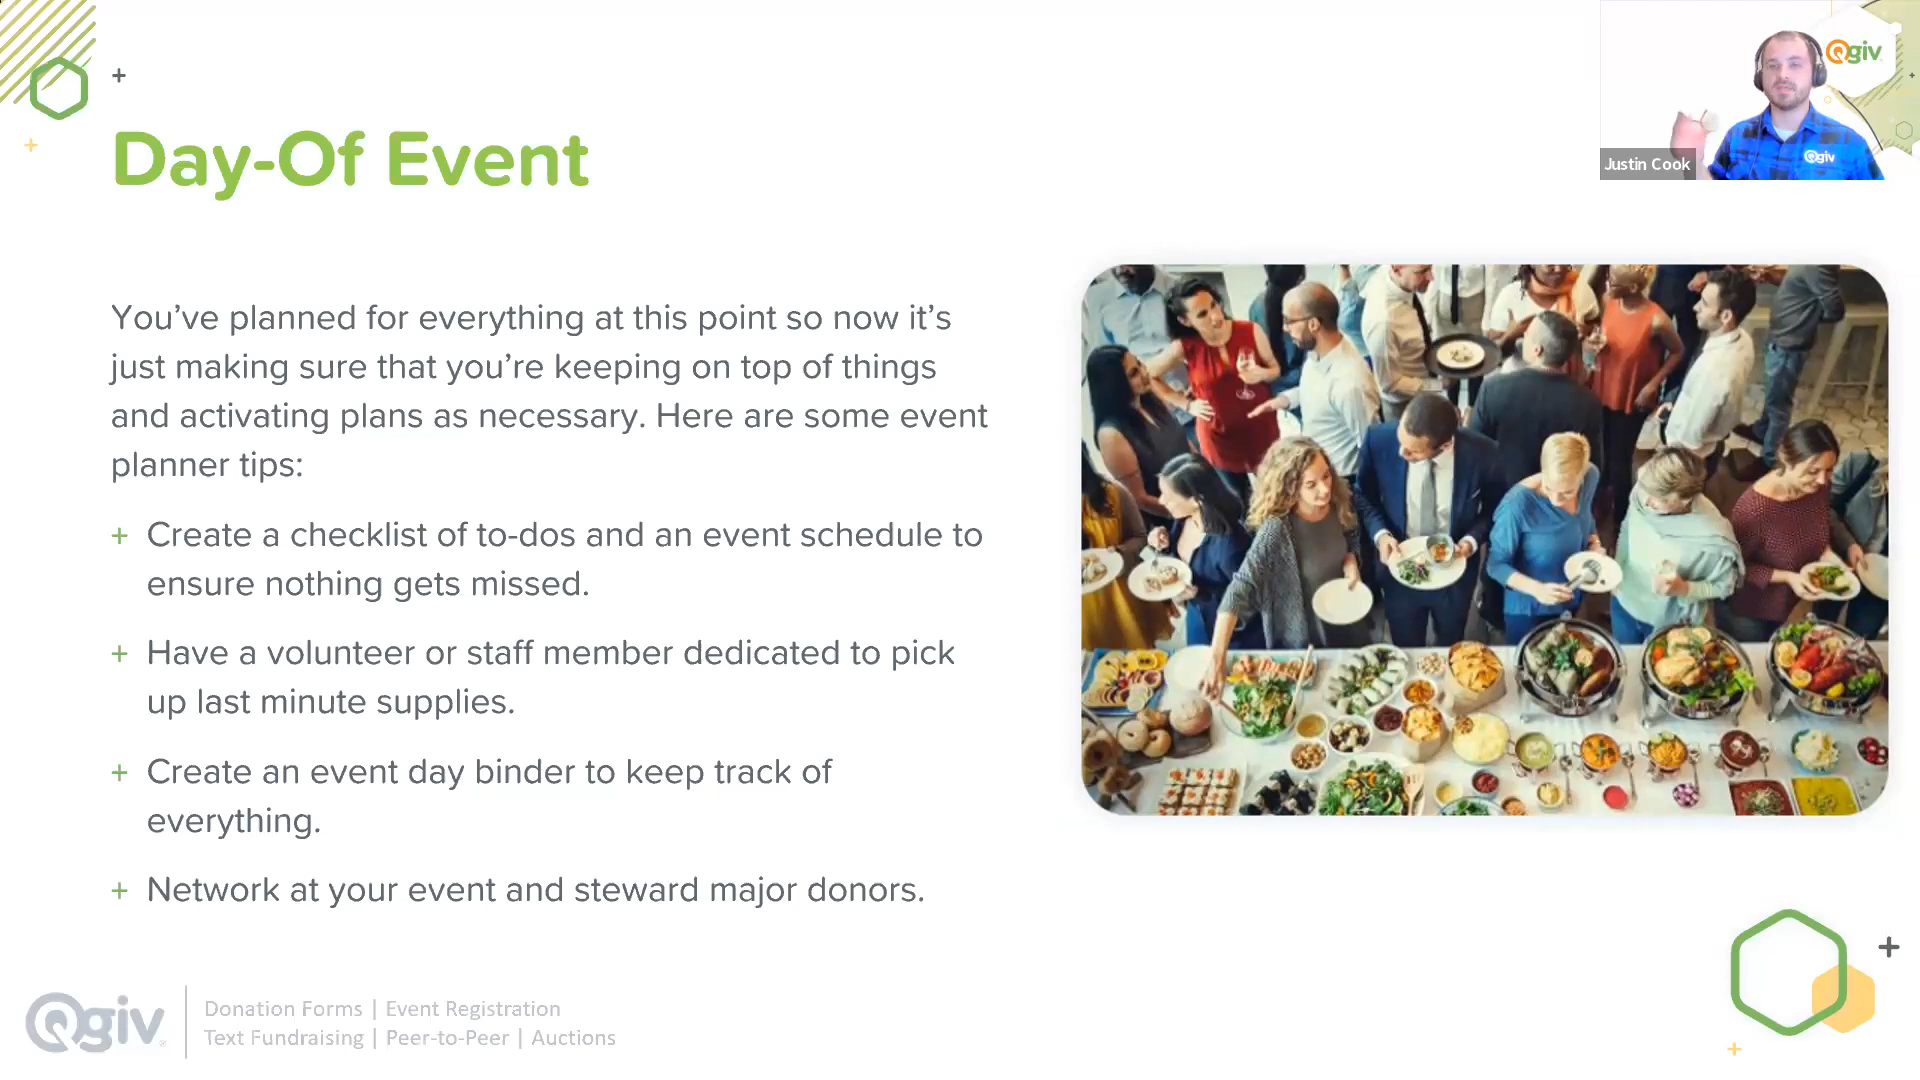 Day-Of Event
You’ve planned for everything at this point so now it’s
just making sure that you’re keeping on top of things
and activating plans as necessary. Here are some event
planner tips:
+ Create a checklist of to-dos and an event schedule to
ensure nothing gets missed.
+ Have a volunteer or staff member dedicated to pick
up last minute supplies.
+ Create an event day binder to keep track of
everything.
+ Network at your event and steward major donors.
Qgiv
Qgiv
Justin Cook
Qgiv
Donation Forms | Event Registration
Text Fundraising | Peer-to-Peer | Auctions